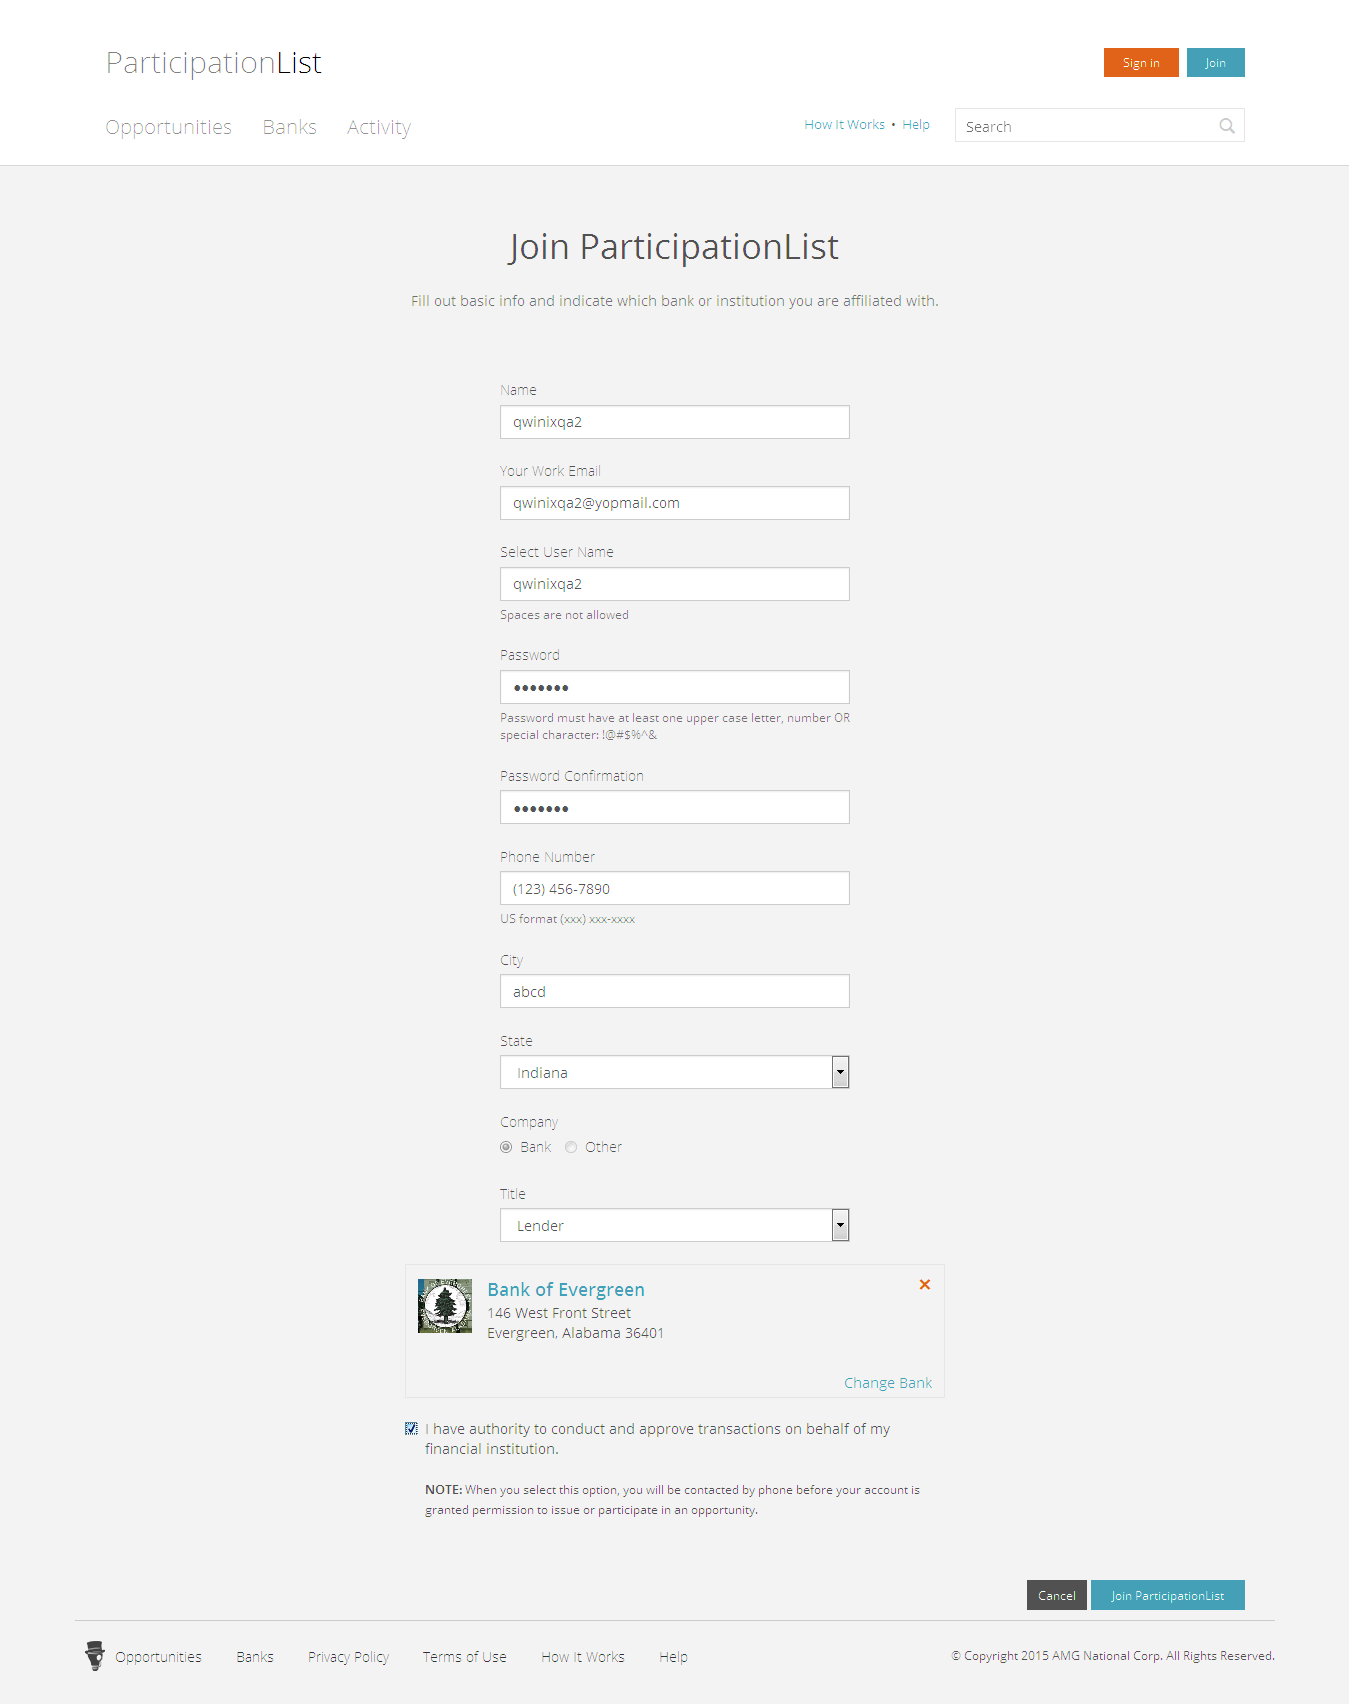 ParticipationList
Sign in
Join
Opportunities
Banks
Activity
How It Works • Help
Search
Join ParticipationList
Fill out basic info and indicate which bank or institution you are affiliated with.
Name
qwinixqa2
Your Work Email
qwinixqa2@yopmail.com
Select User Name
qwinixqa2
Spaces are not allowed
Password
•••••••
Password must have at least one upper case letter, number OR
special character: !@#$%^&
Password Confirmation
•••••••
Phone Number
(123) 456-7890
US format (xxx) xxx-xxxx
City
abcd
State
Indiana
Company
Bank
Other
Title
Lender
Bank of Evergreen
146 West Front Street
Evergreen, Alabama 36401
Change Bank
I have authority to conduct and approve transactions on behalf of my
financial institution.
NOTE: When you select this option, you will be contacted by phone before your account is
granted permission to issue or participate in an opportunity.
Cancel
Join ParticipationList
Opportunities
Banks
Privacy Policy
Terms of Use
How It Works
Help
© Copyright 2015 AMG National Corp. All Rights Reserved.